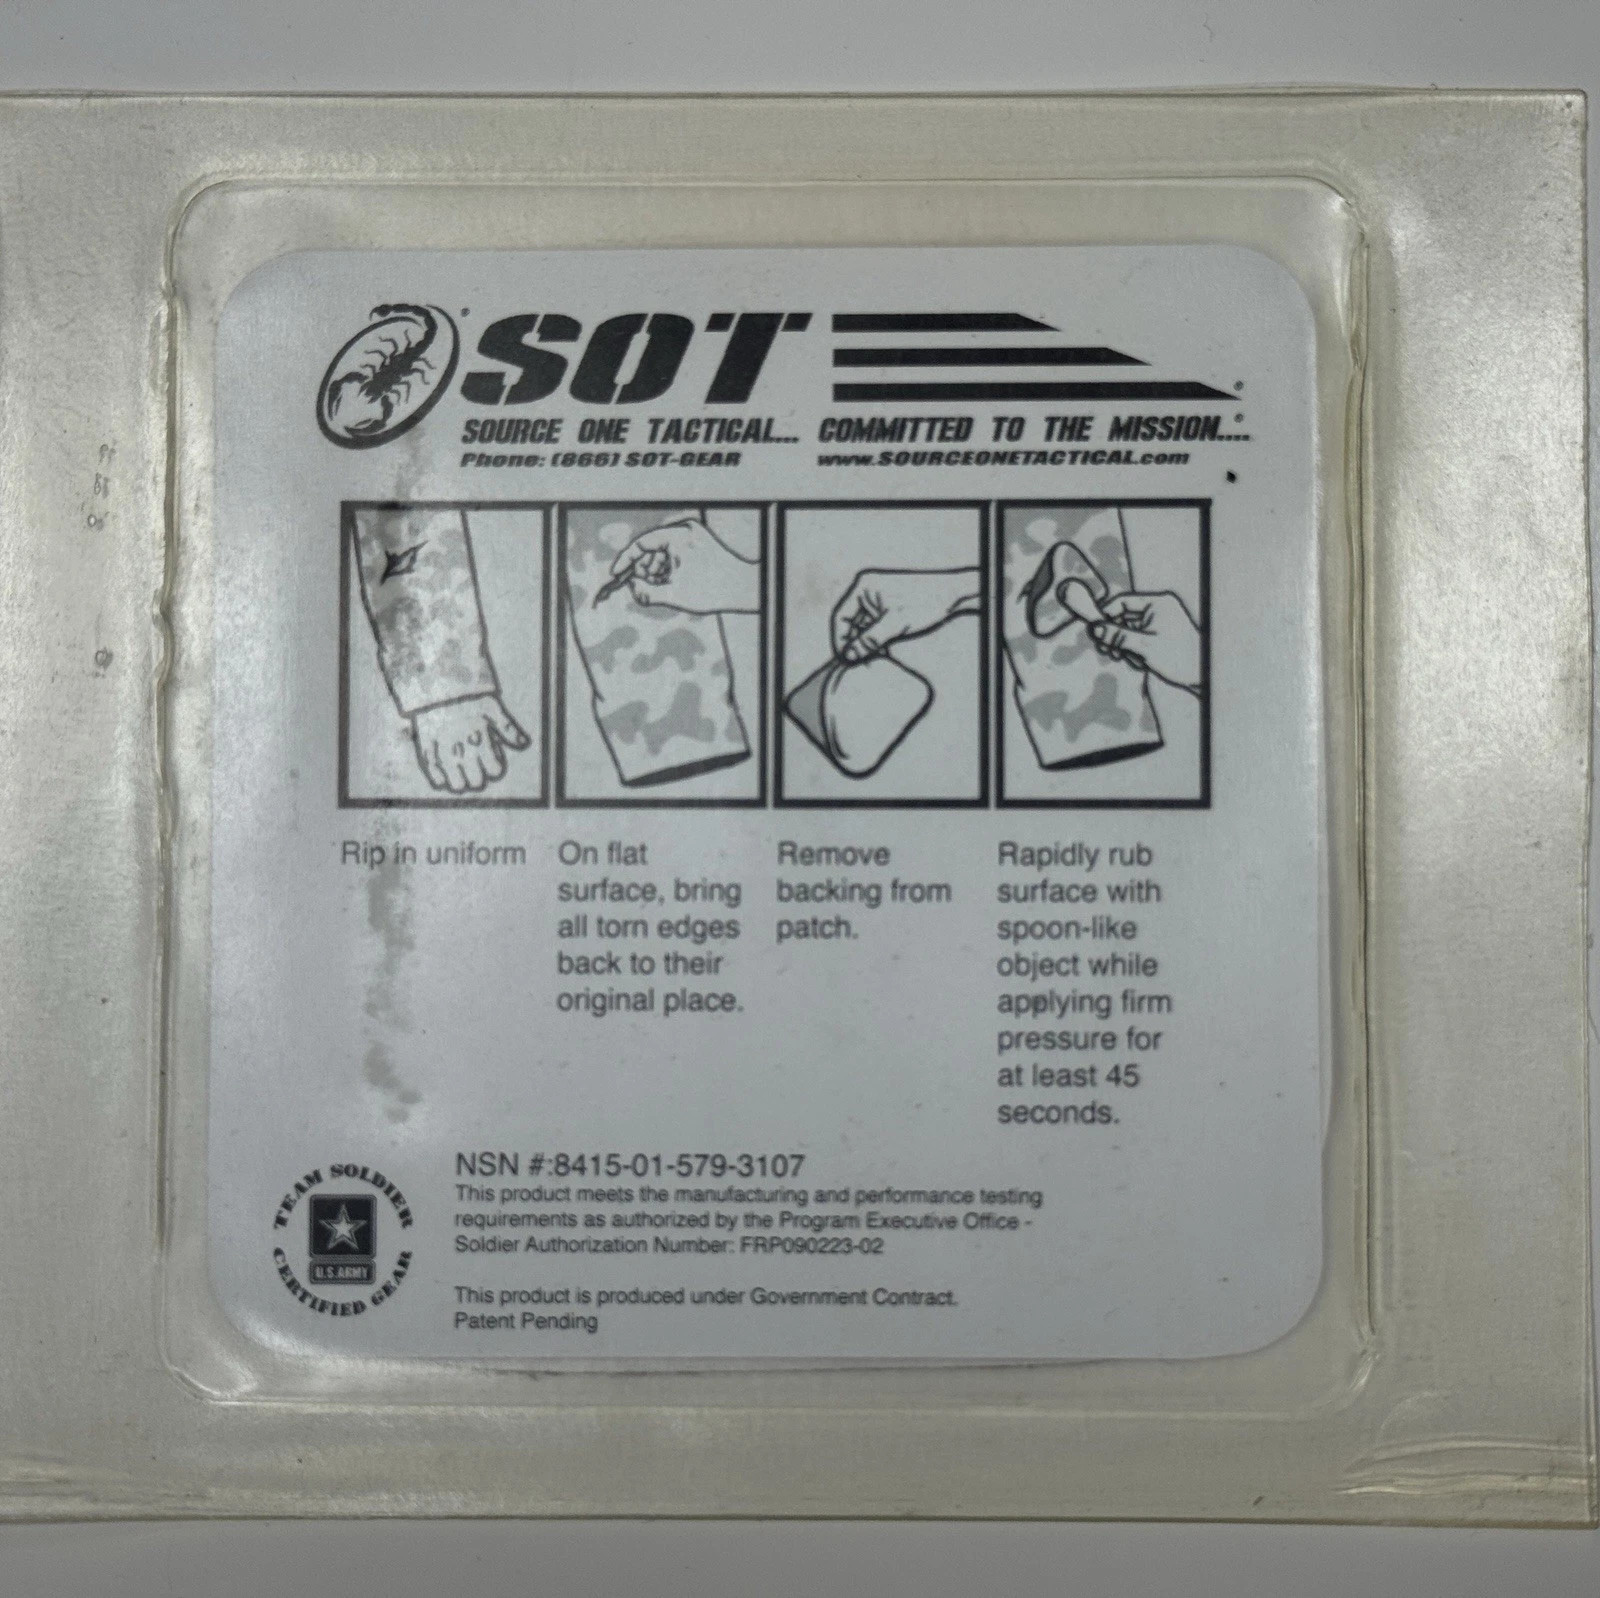 SOT
SOURCE ONE TACTICAL... COMMITTED TO THE MISSION....
Phone: (866) SOT-GEAR www.SOURCEONETACTICAL.com
Rip in uniform
On flat
surface, bring
all torn edges
back to their
original place.
Remove
backing from
patch.
Rapidly rub
surface with
spoon-like
object while
applying firm
pressure for
at least 45
seconds.
TEAM SOLDIER
U.S.ARMY
CERTIFIED GEAR
NSN #:8415-01-579-3107
This product meets the manufacturing and performance testing
requirements as authorized by the Program Executive Office -
Soldier Authorization Number: FRP090223-02
This product is produced under Government Contract.
Patent Pending